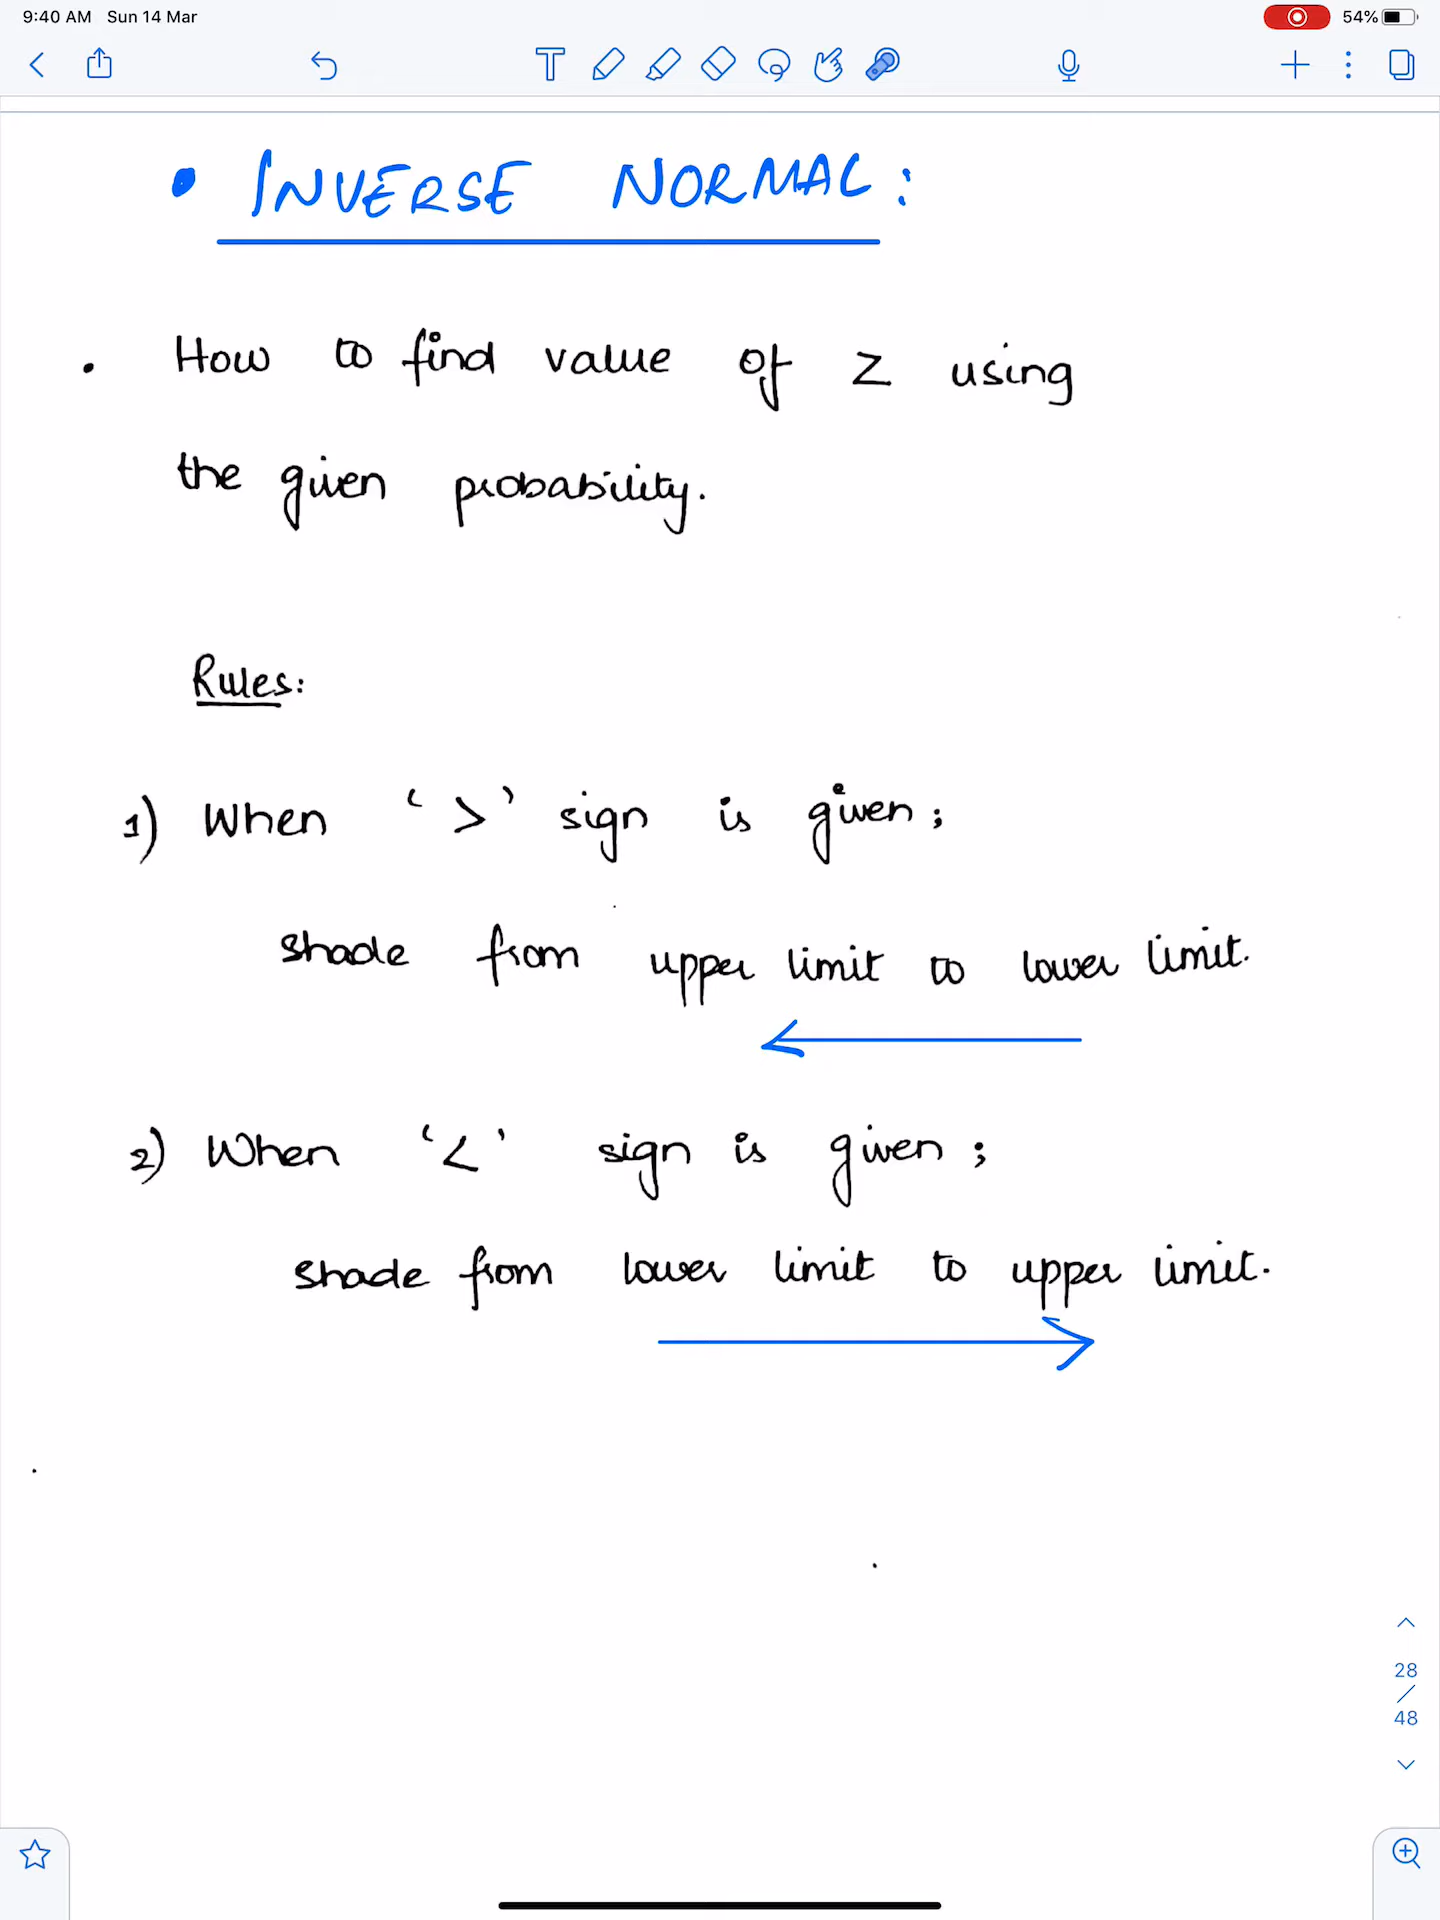 9:40 AM Sun 14 Mar
54%
• INVERSE NORMAL:
• How to find value of z using
the given probability.
Rules:
1) When '>' sign is given;
shade from upper limit to lower limit.
2) When '<' sign is given;
shade from lower limit to upper limit.
28
/
48